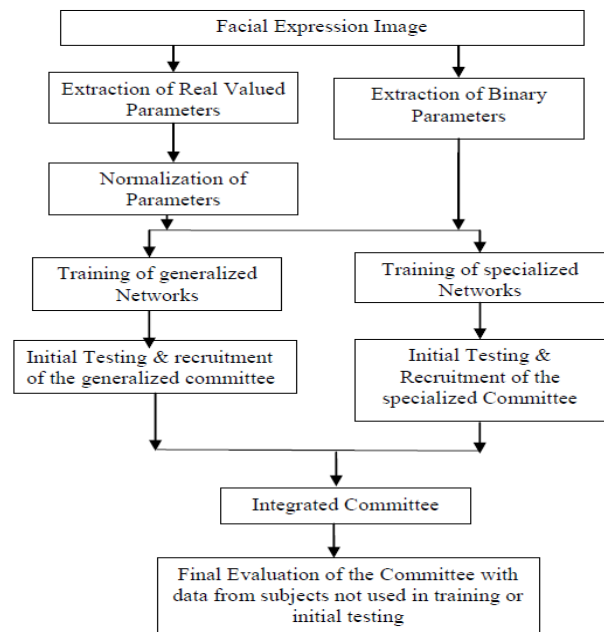 Facial Expression Image
Extraction of Real Valued
Parameters
Extraction of Binary
Parameters
Normalization of
Parameters
Training of generalized
Networks
Training of specialized
Networks
Initial Testing & recruitment
of the generalized committee
Initial Testing &
Recruitment of the
specialized Committee
Integrated Committee
Final Evaluation of the Committee with
data from subjects not used in training or
initial testing